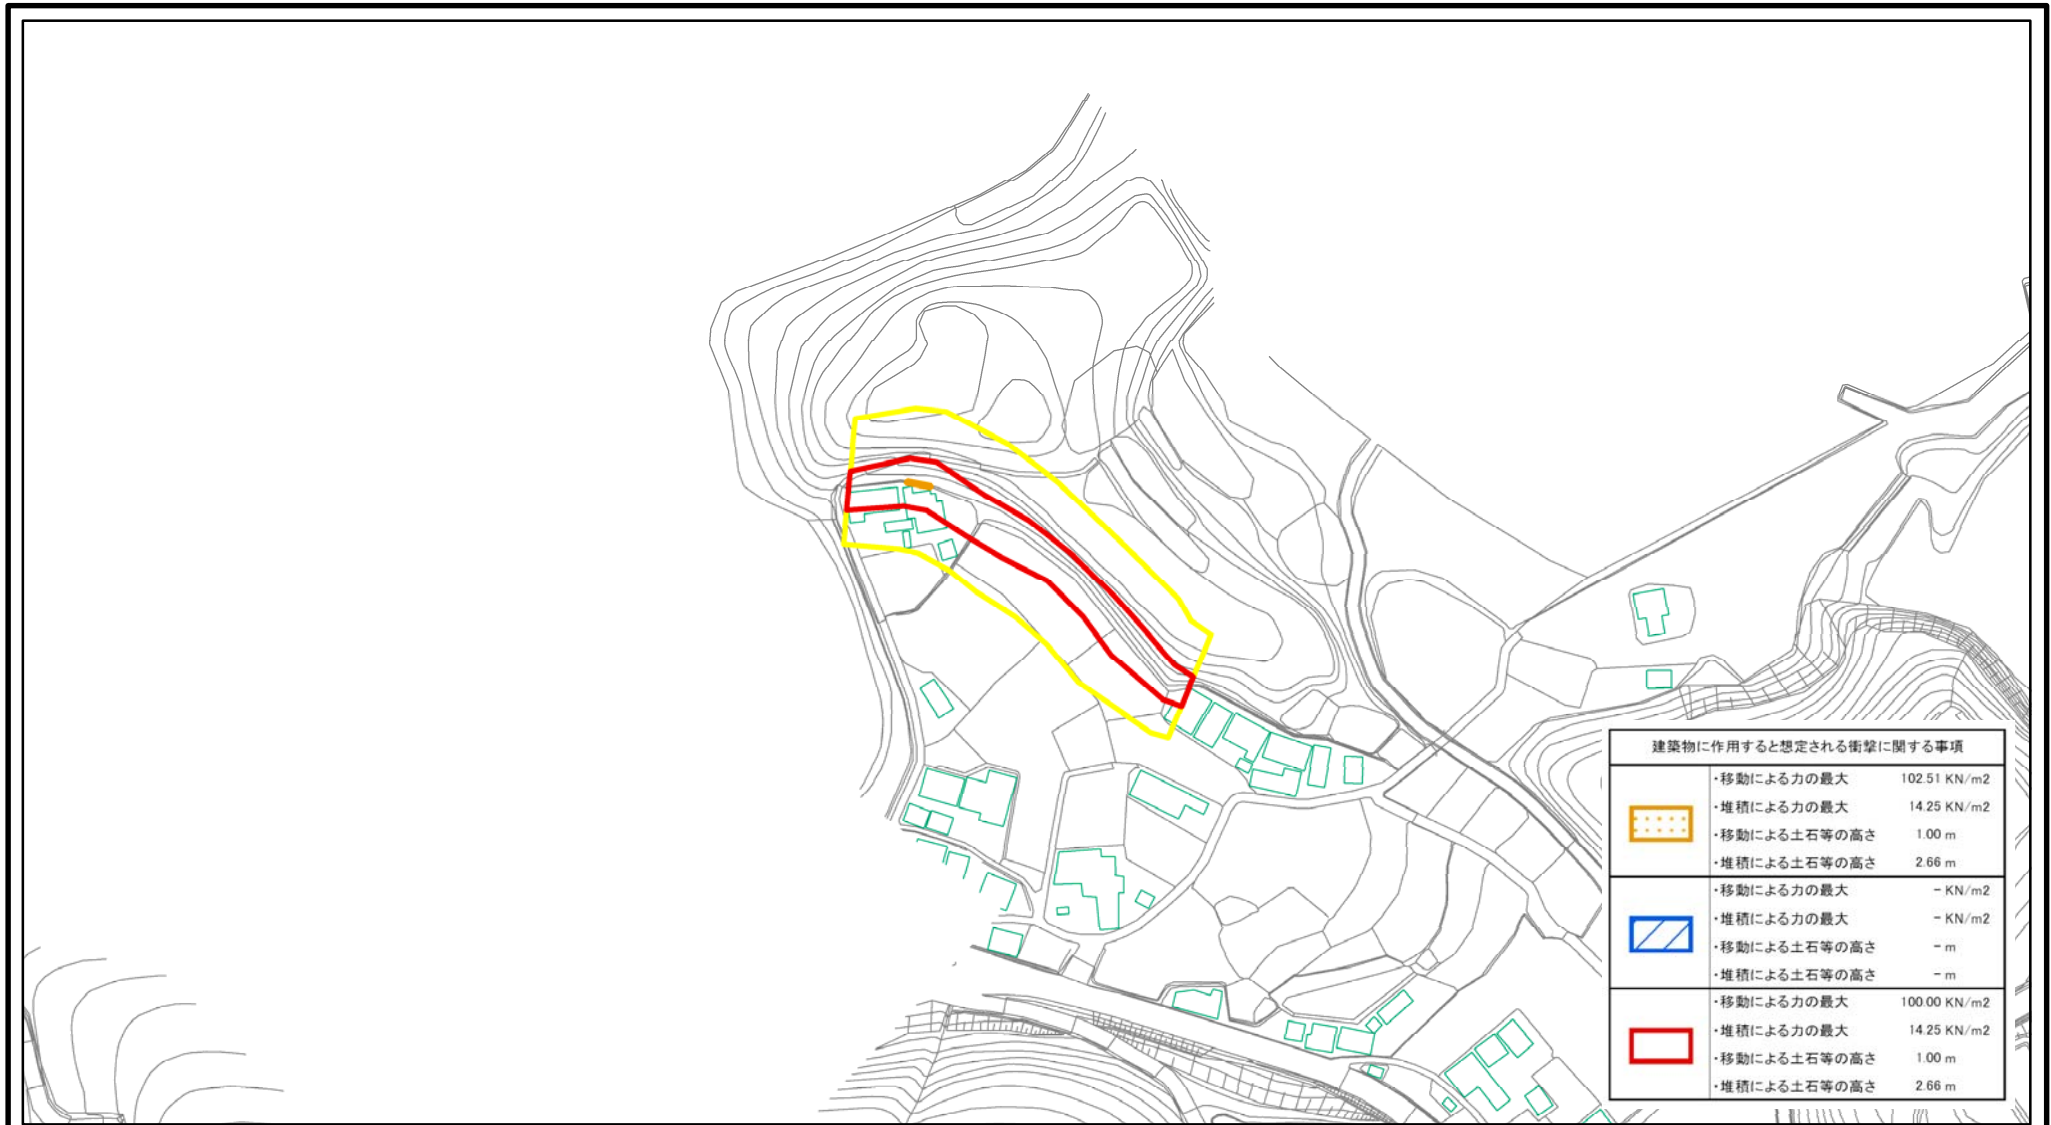 建築物に作用すると想定される衝撃に関する事項
・移動による力の最大 102.51 KN/m2
・堆積による力の最大 14.25 KN/m2
・移動による土石等の高さ 1.00 m
・堆積による土石等の高さ 2.66 m
・移動による力の最大 - KN/m2
・堆積による力の最大 - KN/m2
・移動による土石等の高さ - m
・堆積による土石等の高さ - m
・移動による力の最大 100.00 KN/m2
・堆積による力の最大 14.25 KN/m2
・移動による土石等の高さ 1.00 m
・堆積による土石等の高さ 2.66 m